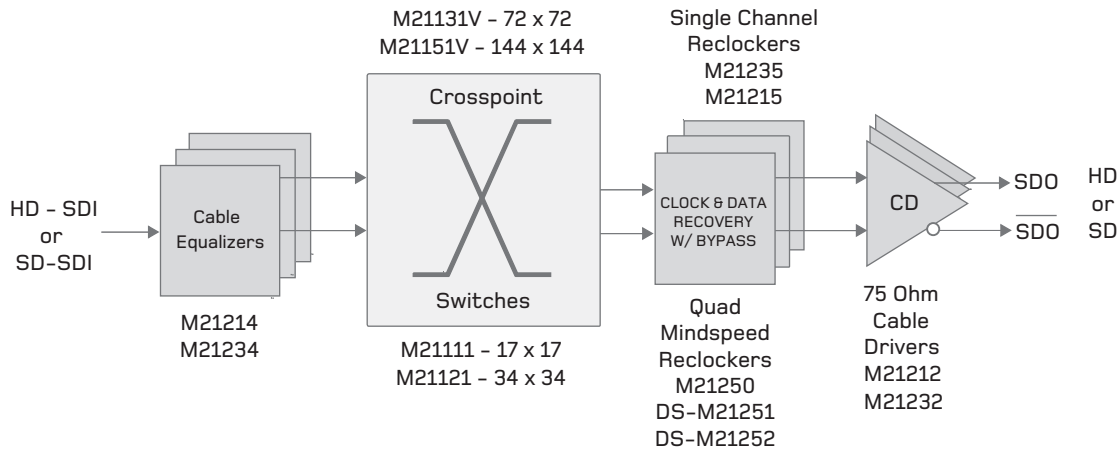 M21131V – 72 x 72
M21151V – 144 x 144
Single Channel
Reclockers
M21235
M21215
Crosspoint
Switches
HD – SDI
or
SD-SDI
Cable
Equalizers
M21214
M21234
M21111 – 17 x 17
M21121 – 34 x 34
CLOCK & DATA
RECOVERY
W/ BYPASS
Quad
Mindspeed
Reclockers
M21250
DS-M21251
DS-M21252
CD
75 Ohm
Cable
Drivers
M21212
M21232
SDO
SDO
HD
or
SD